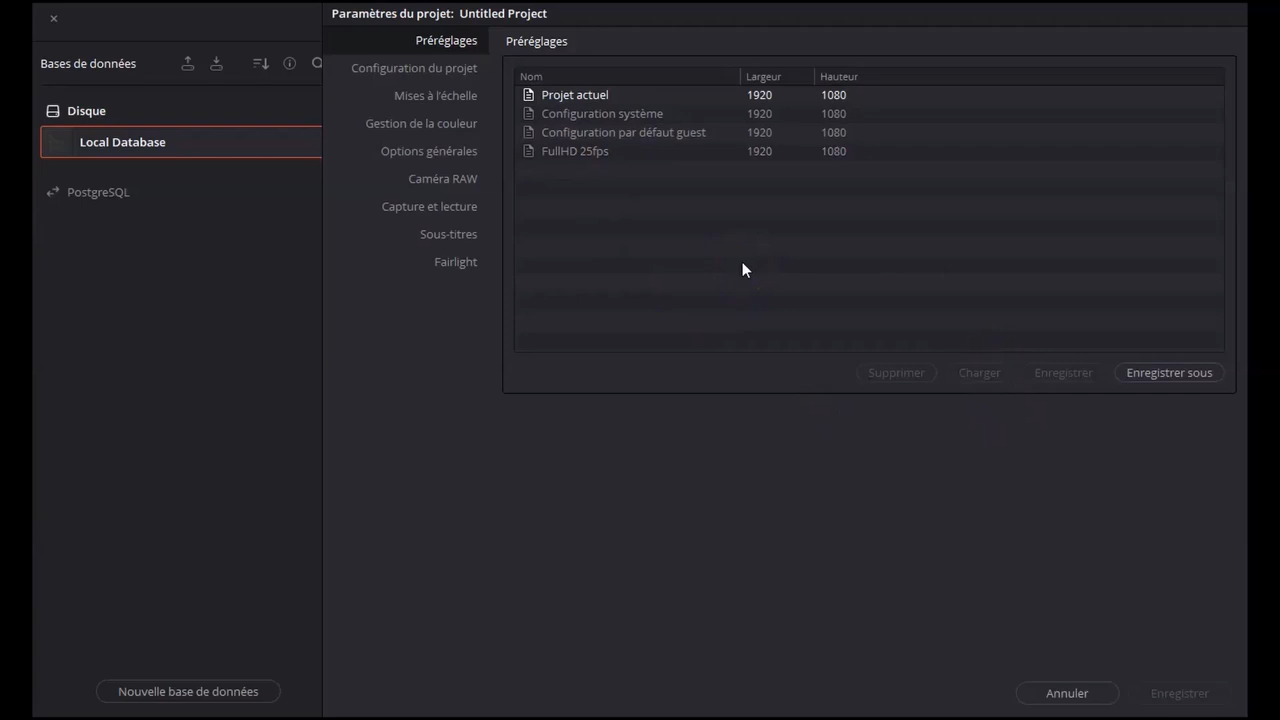 Paramètres du projet: Untitled Project
Bases de données
Disque
Local Database
PostgreSQL
Nouvelle base de données
Préréglages
Configuration du projet
Mises à l'échelle
Gestion de la couleur
Options générales
Caméra RAW
Capture et lecture
Sous-titres
Fairlight
Préréglages
Nom Largeur Hauteur
Projet actuel 1920 1080
Configuration système 1920 1080
Configuration par défaut guest 1920 1080
FullHD 25fps 1920 1080
Supprimer Charger Enregistrer Enregistrer sous
Annuler Enregistrer